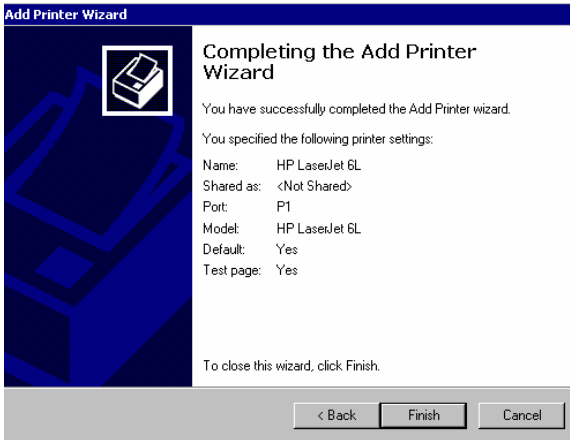 Add Printer Wizard
Completing the Add Printer
Wizard
You have successfully completed the Add Printer wizard.
You specified the following printer settings:
Name: HP LaserJet 6L
Shared as: <Not Shared>
Port: P1
Model: HP LaserJet 6L
Default: Yes
Test page: Yes
To close this wizard, click Finish.
< Back Finish Cancel